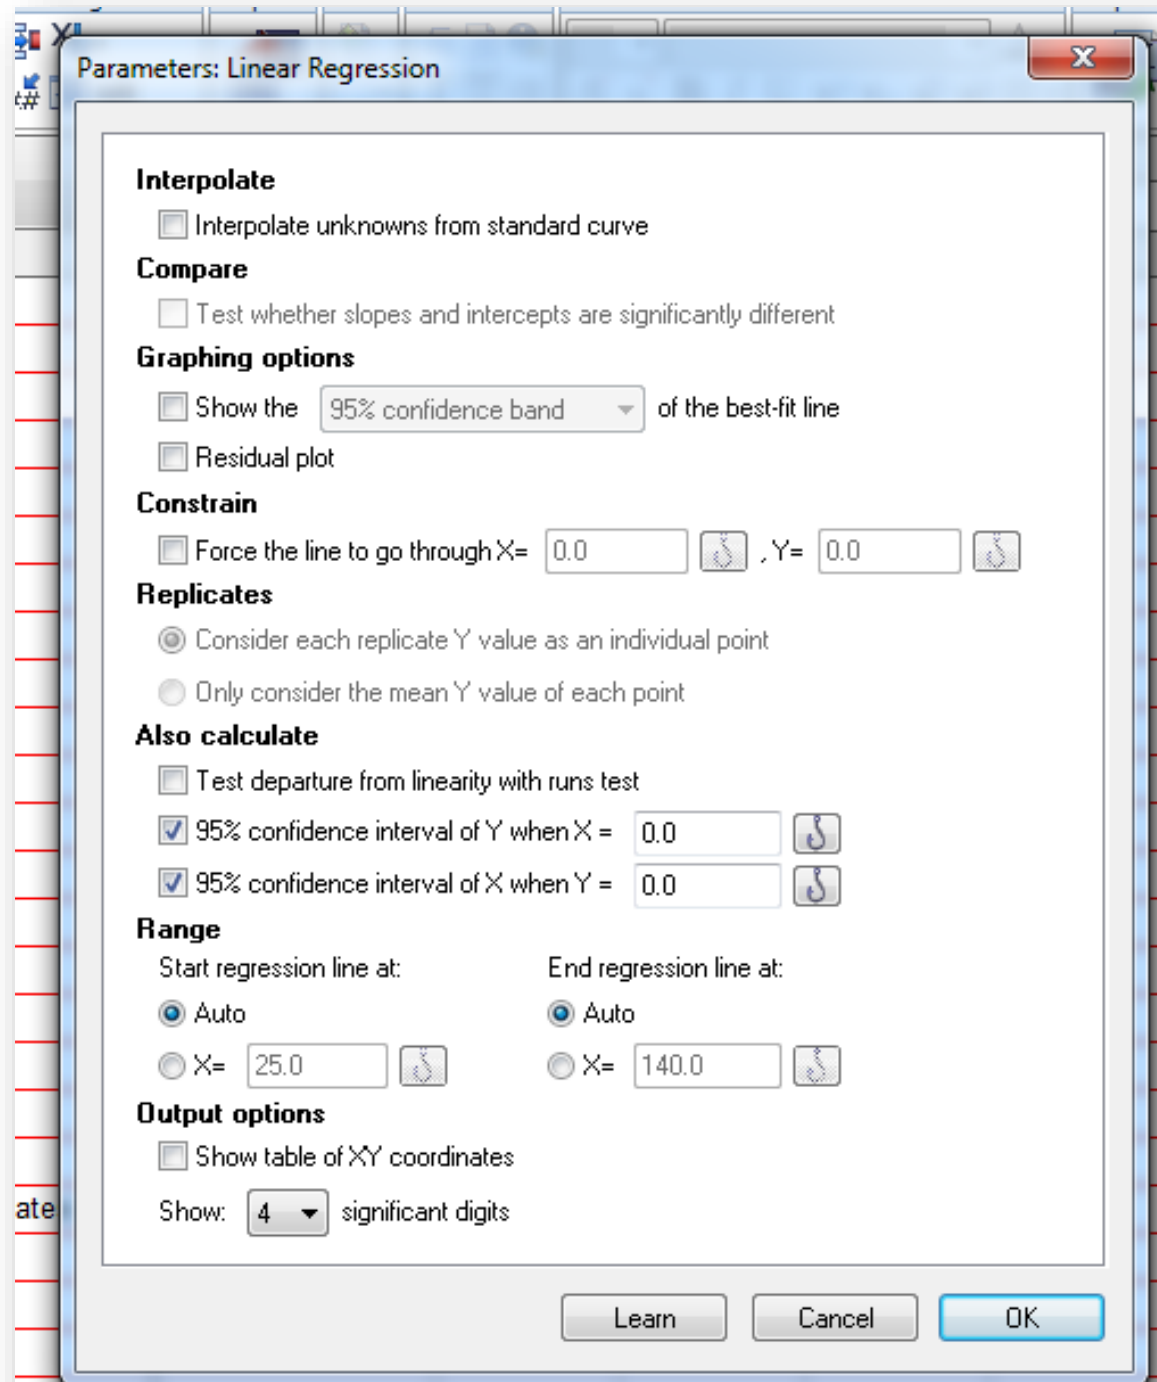 Parameters: Linear Regression
Interpolate
Interpolate unknowns from standard curve
Compare
Test whether slopes and intercepts are significantly different
Graphing options
Show the 95% confidence band of the best-fit line
Residual plot
Constrain
Force the line to go through X= 0.0 , Y= 0.0
Replicates
Consider each replicate Y value as an individual point
Only consider the mean Y value of each point
Also calculate
Test departure from linearity with runs test
95% confidence interval of Y when X = 0.0
95% confidence interval of X when Y = 0.0
Range
Start regression line at: End regression line at:
Auto Auto
X= 25.0 X= 140.0
Output options
Show table of XY coordinates
ate
Show: 4 significant digits
Learn Cancel OK